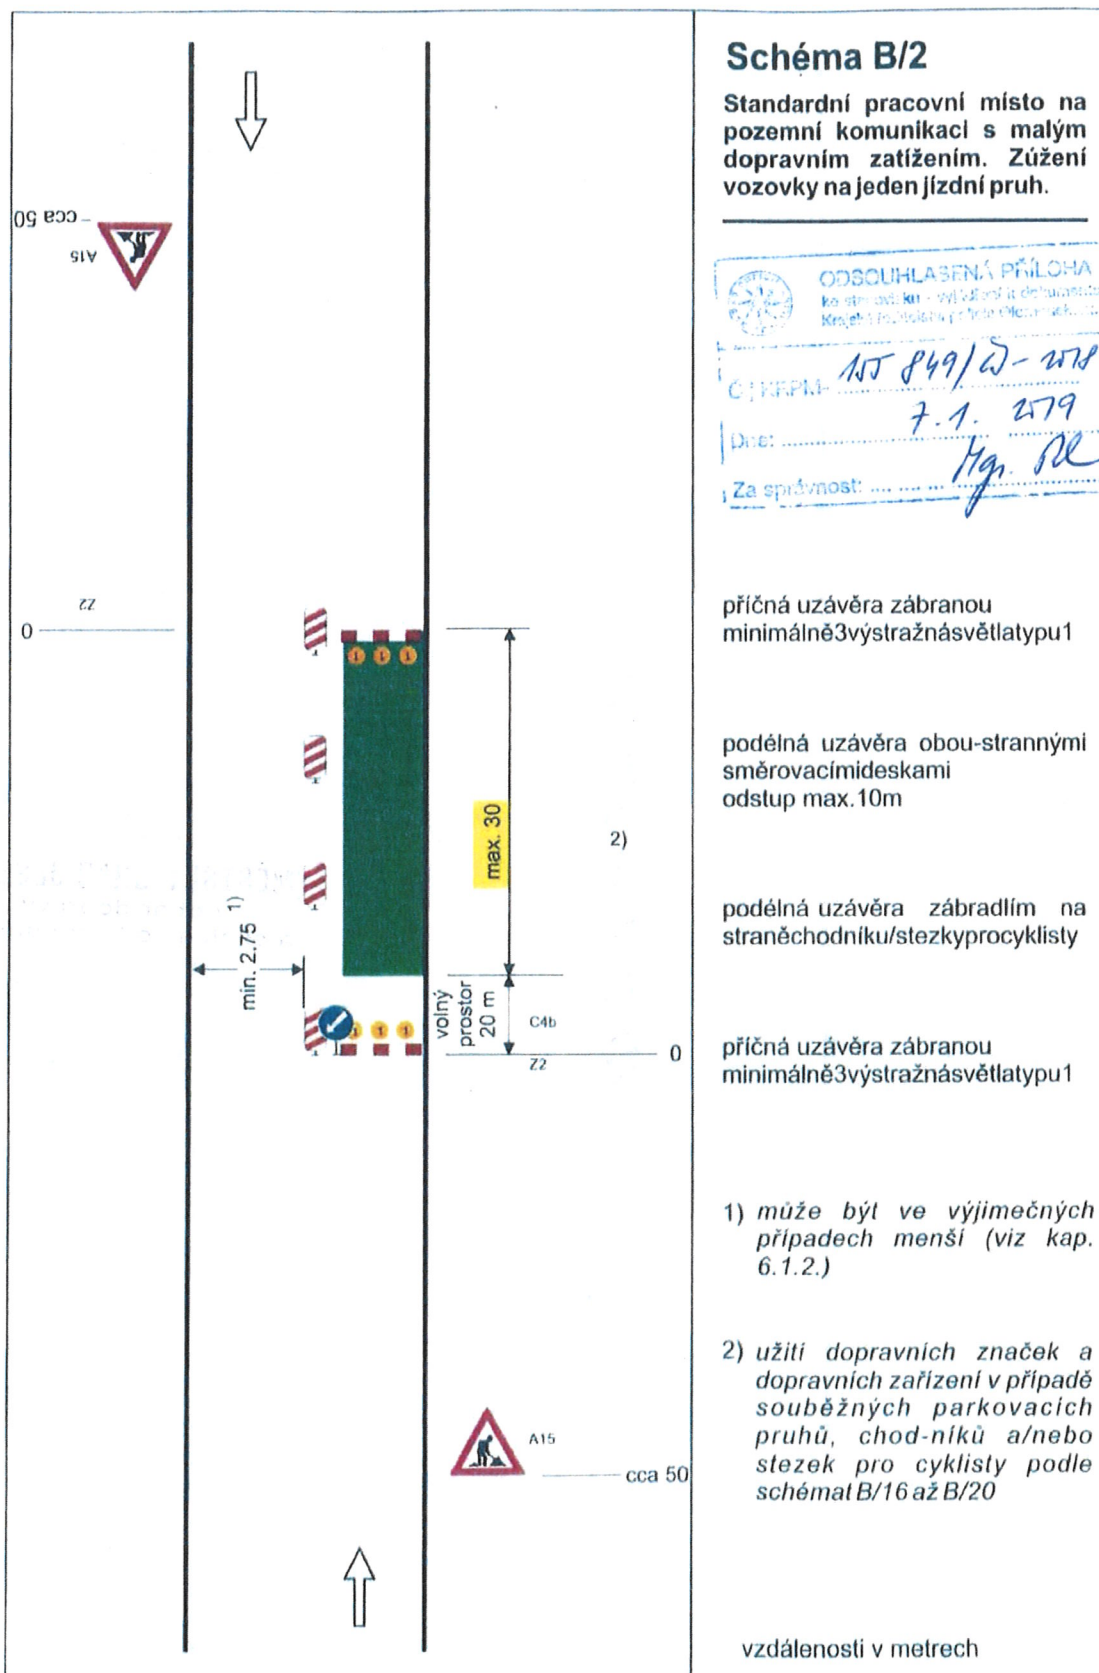 Schéma B/2
Standardní pracovní místo na
pozemní komunikaci s malým
dopravním zatížením. Zúžení
vozovky na jeden jízdní pruh.
ODSOUHLASENÁ PŘÍLOHA
Dne: 7. 1. 2019
Za správnost: Mgr.
cca 50
A15
Z2
0
příčná uzávěra zábranou
minimálně3výstražnásvětlatypu1
podélná uzávěra obou-strannými
směrovacímideskami
odstup max.10m
max. 30
2)
podélná uzávěra zábradlím na
straněchodníku/stezkyprocyklisty
min. 2.75 1)
volný
prostor
20 m
C4b
Z2
0
příčná uzávěra zábranou
minimálně3výstražnásvětlatypu1
1) může být ve výjimečných
případech menší (viz kap.
6.1.2.)
2) užití dopravních značek a
dopravních zařízení v případě
souběžných parkovacích
pruhů, chod-níků a/nebo
stezek pro cyklisty podle
schémat B/16 až B/20
A15
cca 50
vzdálenosti v metrech